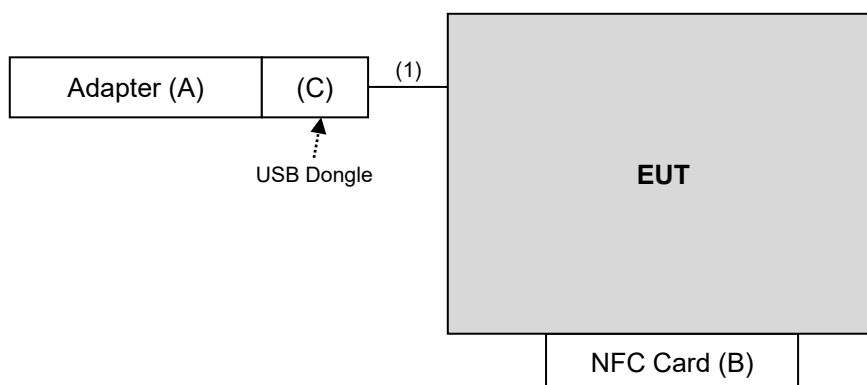 Adapter (A)
(C)
(1)
USB Dongle
EUT
NFC Card (B)